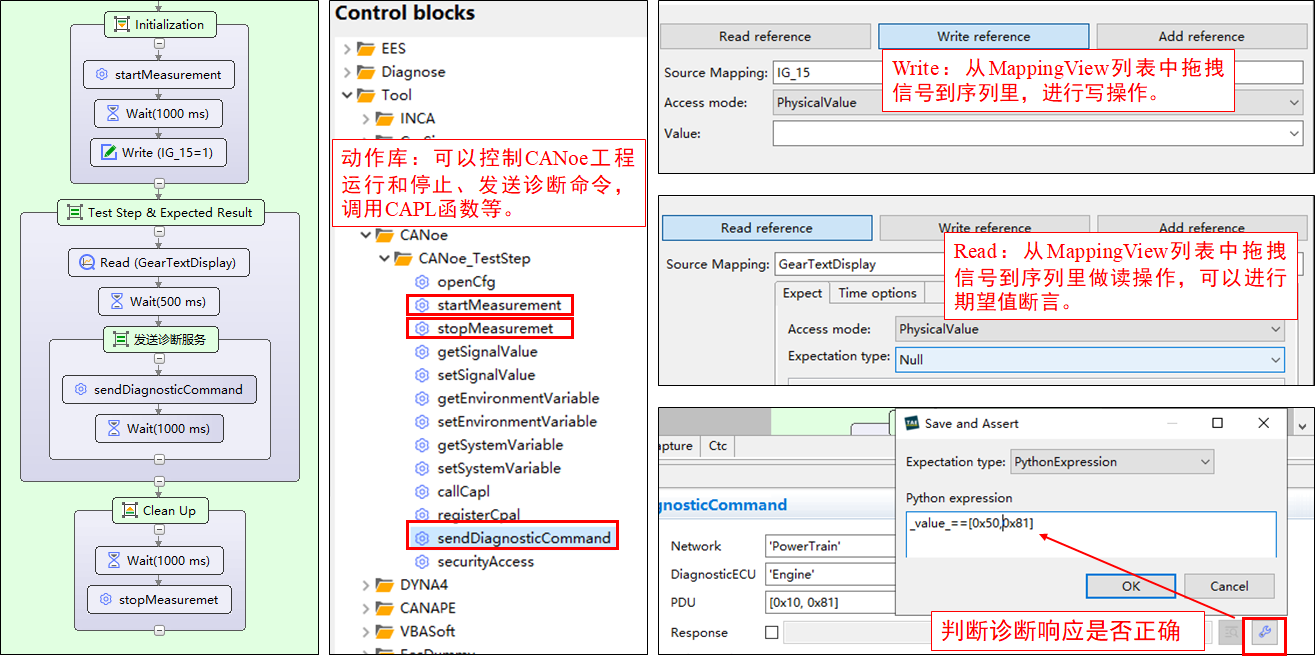 Initialization
startMeasurement
Wait(1000 ms)
Write (IG_15=1)
Test Step & Expected Result
Read (GearTextDisplay)
Wait(500 ms)
发送诊断服务
sendDiagnosticCommand
Wait(1000 ms)
Clean Up
Wait(1000 ms)
stopMeasuremet
Control blocks
EES
Diagnose
Tool
INCA
动作库：可以控制CANoe工程
运行和停止、发送诊断命令，
调用CAPL函数等。
CANoe
CANoe_TestStep
openCfg
startMeasurement
stopMeasuremet
getSignalValue
setSignalValue
getEnvironmentVariable
setEnvironmentVariable
getSystemVariable
setSystemVariable
callCapl
registerCpal
sendDiagnosticCommand
securityAccess
DYNA4
CANAPE
VBASoft
Read reference
Write reference
Add reference
Source Mapping: IG_15
Access mode: PhysicalValue
Value:
Write：从MappingView列表中拖拽
信号到序列里，进行写操作。
Read reference
Write reference
Add reference
Source Mapping: GearTextDisplay
Expect Time options
Access mode: PhysicalValue
Expectation type: Null
Read：从MappingView列表中拖拽
信号到序列里做读操作，可以进行
期望值断言。
apture Ctc
gnosticCommand
Network 'PowerTrain'
DiagnosticECU 'Engine'
PDU [0x10, 0x81]
Response
Save and Assert
Expectation type: PythonExpression
Python expression
_value_==[0x50,0x81]
OK Cancel
判断诊断响应是否正确